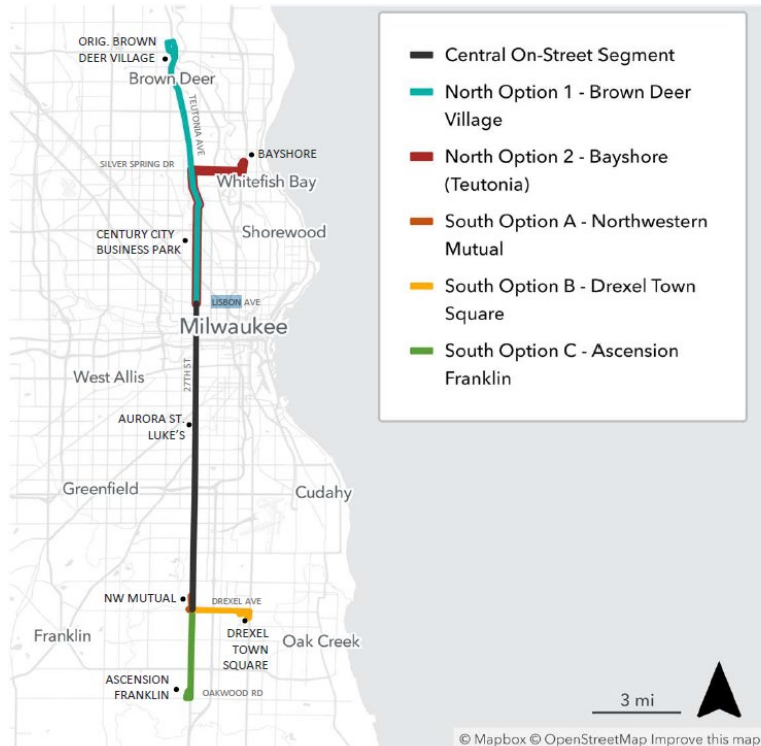 ORIG. BROWN
DEER VILLAGE
Brown Deer
TEUTONIA AVE
BAYSHORE
SILVER SPRING DR
Whitefish Bay
CENTURY CITY
BUSINESS PARK
Shorewood
LISBON AVE
Milwaukee
27TH ST
West Allis
AURORA ST.
LUKE'S
Greenfield
Cudahy
NW MUTUAL
DREXEL AVE
Franklin
DREXEL
TOWN
SQUARE
Oak Creek
ASCENSION
FRANKLIN
OAKWOOD RD
Central On-Street Segment
North Option 1 - Brown Deer
Village
North Option 2 - Bayshore
(Teutonia)
South Option A - Northwestern
Mutual
South Option B - Drexel Town
Square
South Option C - Ascension
Franklin
3 mi
© Mapbox © OpenStreetMap Improve this map